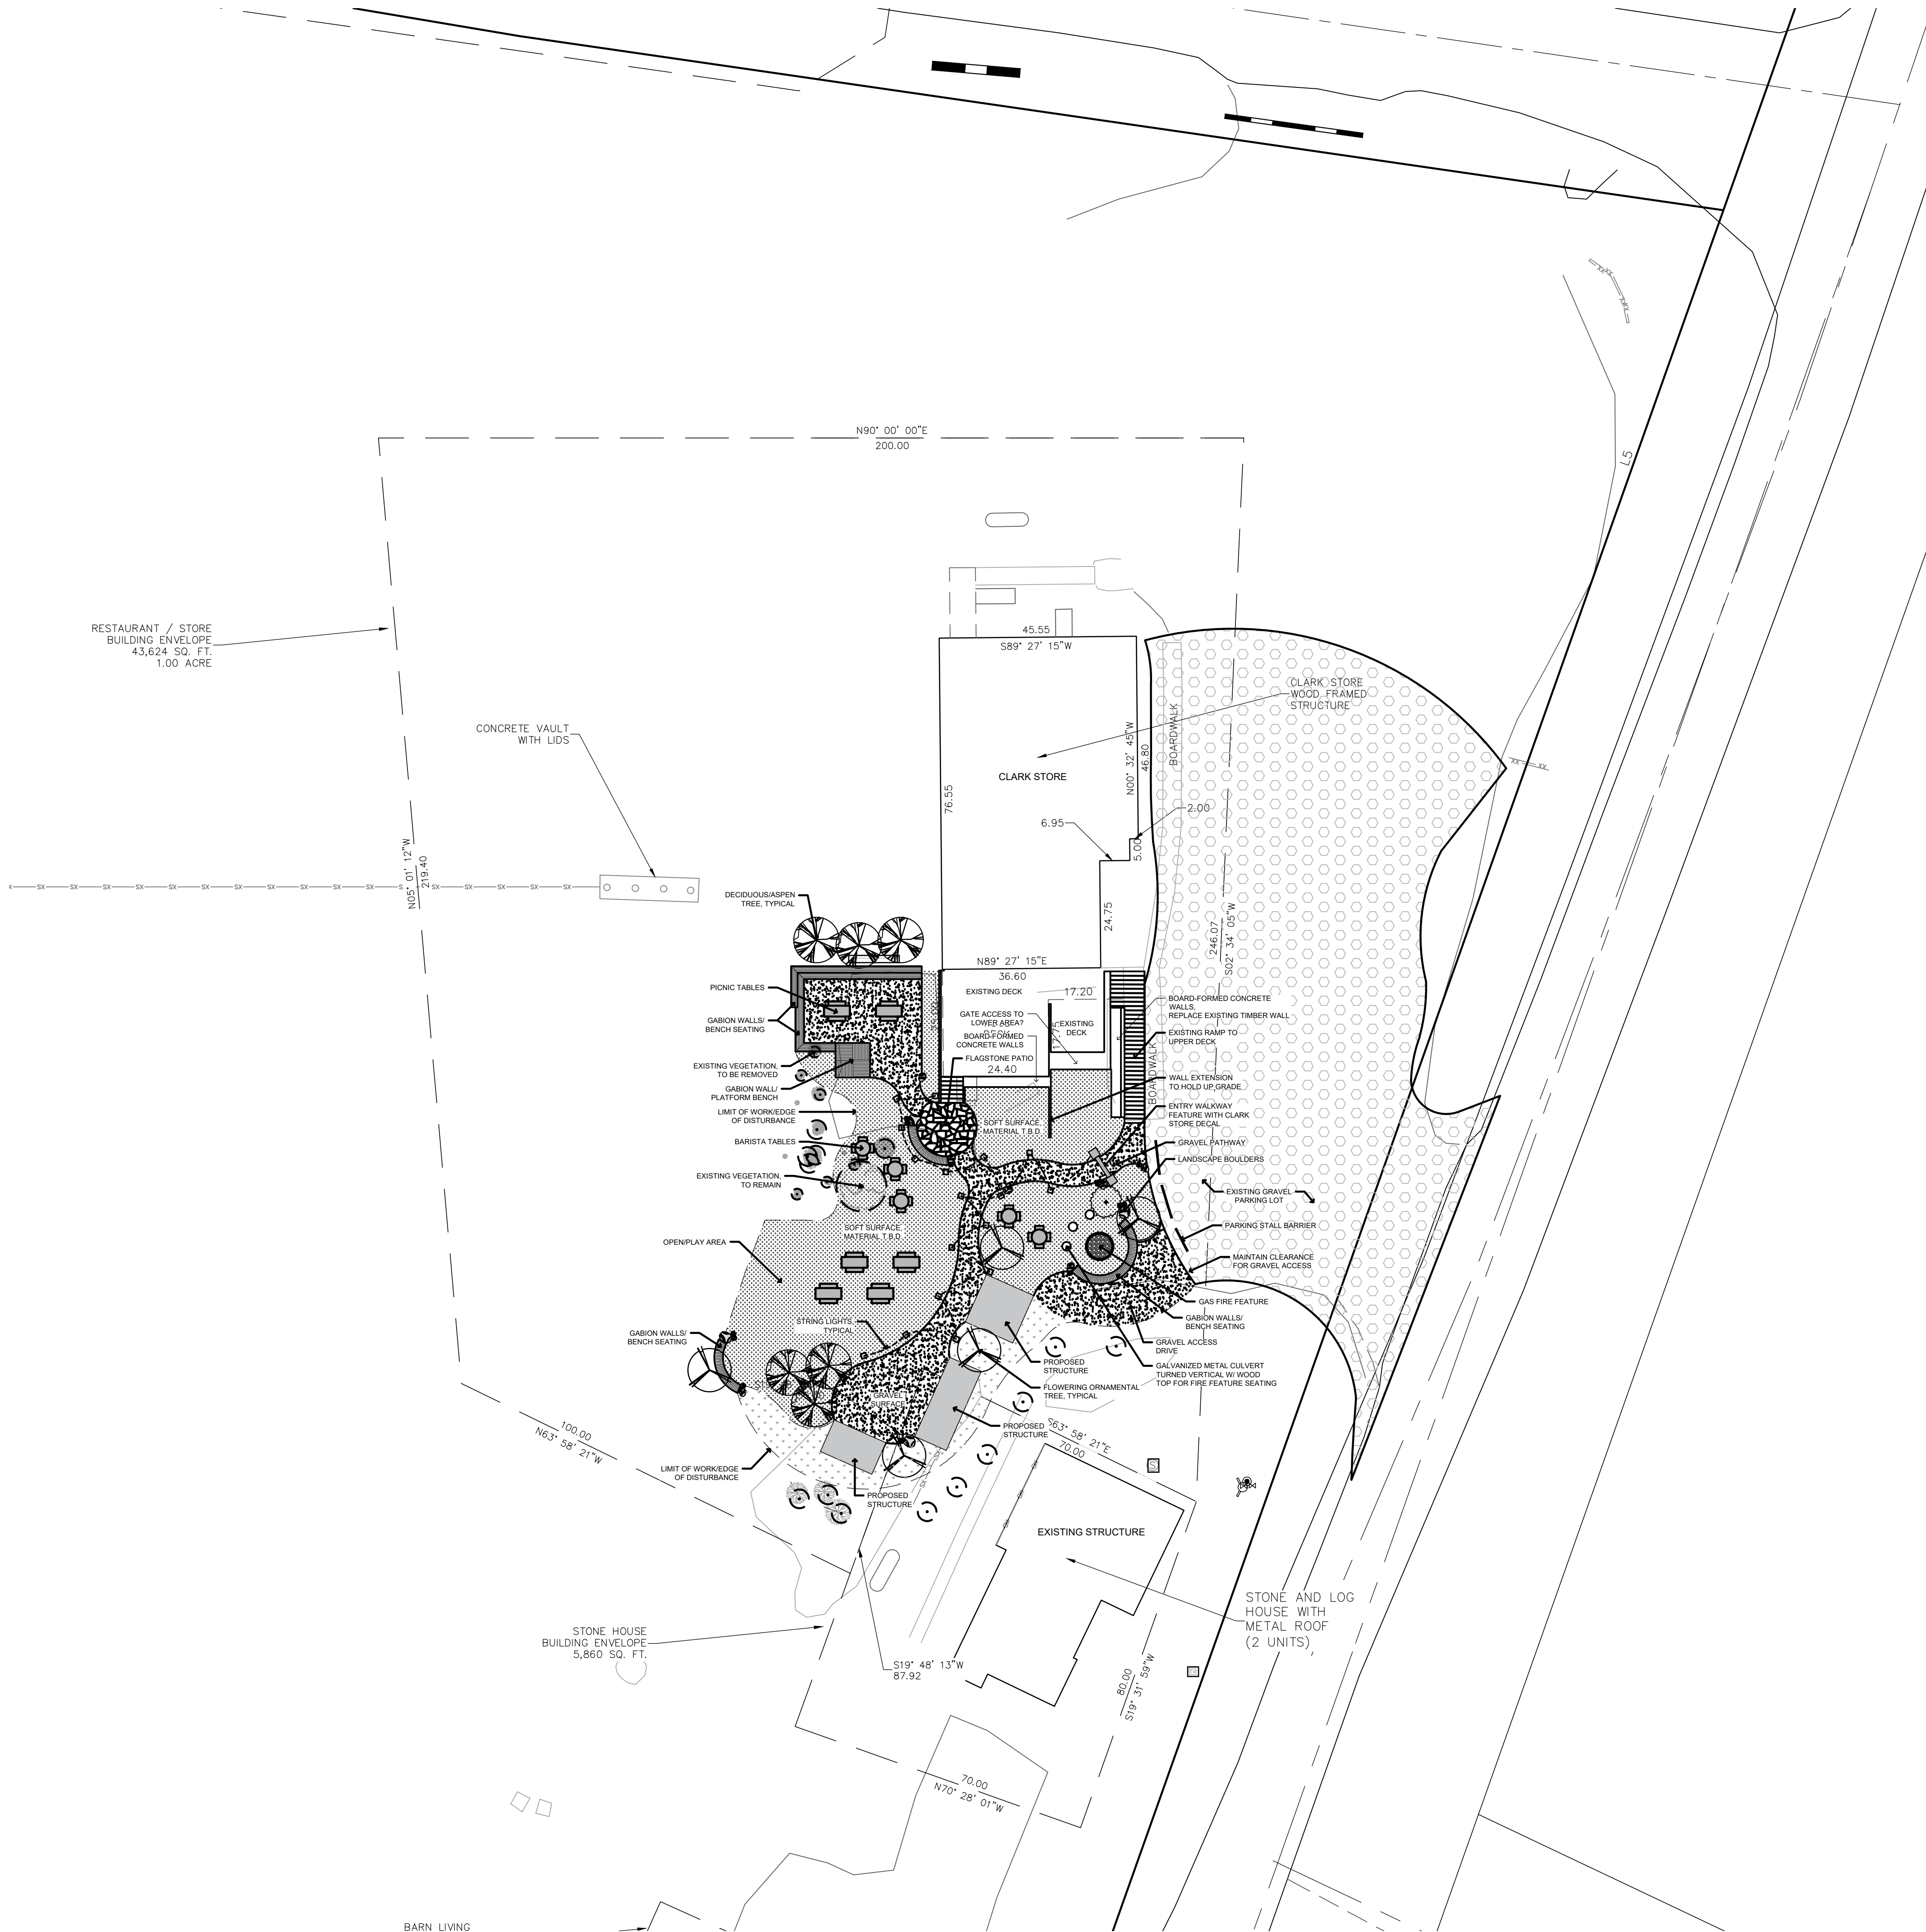 N90° 00' 00"E
200.00
L5
RESTAURANT / STORE
BUILDING ENVELOPE
43,624 SQ. FT.
1.00 ACRE
CONCRETE VAULT
WITH LIDS
N05° 01' 12"W
219.40
45.55
S89° 27' 15"W
CLARK STORE
WOOD FRAMED
STRUCTURE
BOARDWALK
N00° 32' 45"W
46.80
CLARK STORE
76.55
6.95
2.00
5.00
24.75
246.07
S02° 34' 05"W
N89° 27' 15"E
36.60
DECIDUOUS/ASPEN
TREE, TYPICAL
PICNIC TABLES
GABION WALLS/
BENCH SEATING
EXISTING VEGETATION,
TO BE REMOVED
GABION WALL/
PLATFORM BENCH
LIMIT OF WORK/EDGE
OF DISTURBANCE
BARISTA TABLES
EXISTING VEGETATION,
TO REMAIN
OPEN/PLAY AREA
GABION WALLS/
BENCH SEATING
LIMIT OF WORK/EDGE
OF DISTURBANCE
EXISTING DECK
17.20
GATE ACCESS TO
LOWER AREA?
EXISTING
DECK
BOARD-FORMED
CONCRETE WALLS
FLAGSTONE PATIO
24.40
SOFT SURFACE,
MATERIAL T.B.D.
SOFT SURFACE,
MATERIAL T.B.D.
STRING LIGHTS,
TYPICAL
GRAVEL
SURFACE
BOARD-FORMED CONCRETE
WALLS,
REPLACE EXISTING TIMBER WALL
EXISTING RAMP TO
UPPER DECK
BOARDWALK
WALL EXTENSION
TO HOLD UP GRADE
ENTRY WALKWAY
FEATURE WITH CLARK
STORE DECAL
GRAVEL PATHWAY
LANDSCAPE BOULDERS
EXISTING GRAVEL
PARKING LOT
PARKING STALL BARRIER
MAINTAIN CLEARANCE
FOR GRAVEL ACCESS
GAS FIRE FEATURE
GABION WALLS/
BENCH SEATING
GRAVEL ACCESS
DRIVE
GALVANIZED METAL CULVERT
TURNED VERTICAL W/ WOOD
TOP FOR FIRE FEATURE SEATING
PROPOSED
STRUCTURE
FLOWERING ORNAMENTAL
TREE, TYPICAL
PROPOSED
STRUCTURE
PROPOSED
STRUCTURE
100.00
N63° 58' 21"W
S63° 58' 21"E
70.00
EXISTING STRUCTURE
STONE AND LOG
HOUSE WITH
METAL ROOF
(2 UNITS)
STONE HOUSE
BUILDING ENVELOPE
5,860 SQ. FT.
S19° 48' 13"W
87.92
80.00
S19° 31' 59"W
70.00
N70° 28' 01"W
BARN LIVING